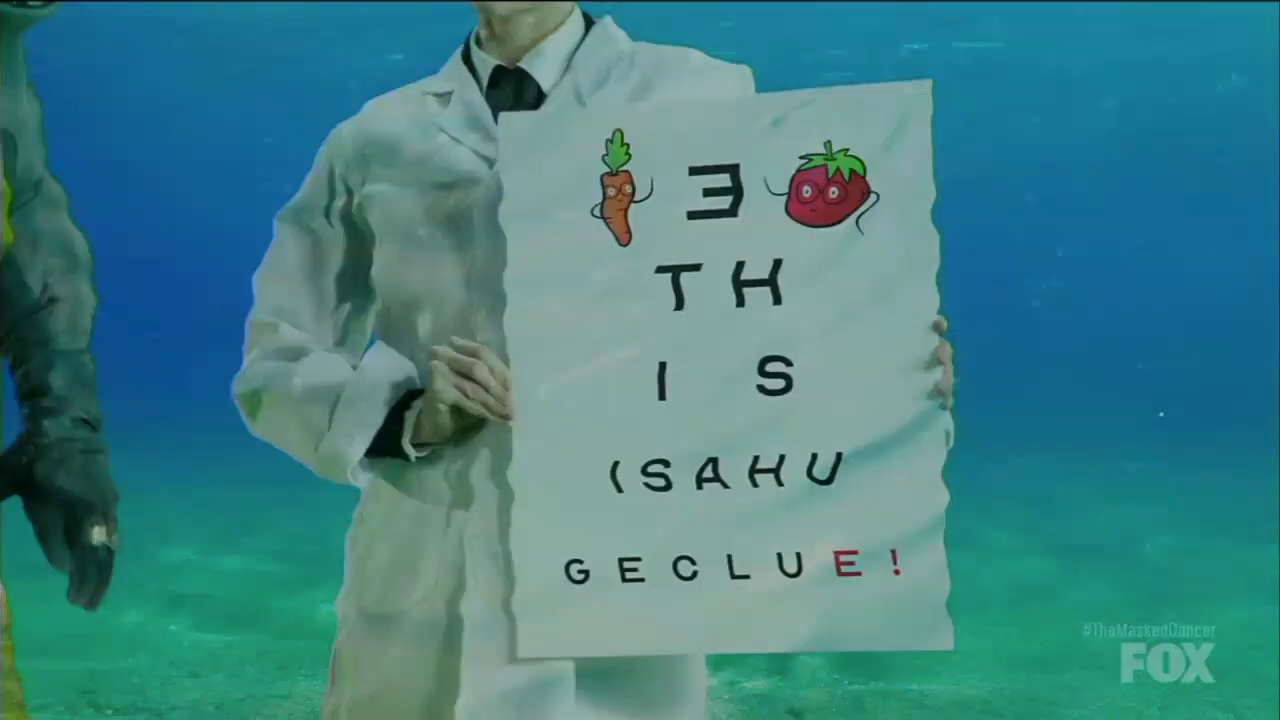 E
TH
I S
ISAHU
GECLUE!
#TheMaskedDancer
FOX